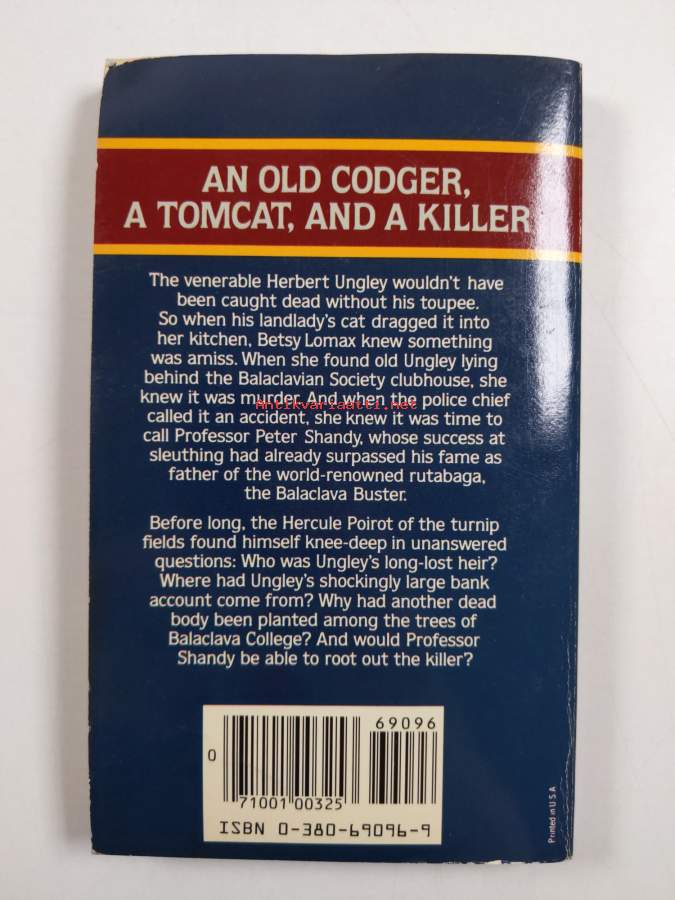 AN OLD CODGER,
A TOMCAT, AND A KILLER
The venerable Herbert Ungley wouldn't have
been caught dead without his toupee.
So when his landlady's cat dragged it into
her kitchen, Betsy Lomax knew something
was amiss. When she found old Ungley lying
behind the Balaclavian Society clubhouse, she
knew it was murder. And when the police chief
Antikvariaatti.net
called it an accident, she knew it was time to
call Professor Peter Shandy, whose success at
sleuthing had already surpassed his fame as
father of the world-renowned rutabaga,
the Balaclava Buster.
Before long, the Hercule Poirot of the turnip
fields found himself knee-deep in unanswered
questions: Who was Ungley's long-lost heir?
Where had Ungley's shockingly large bank
account come from? Why had another dead
body been planted among the trees of
Balaclava College? And would Professor
Shandy be able to root out the killer?
69096
0
71001 00325
ISBN 0-380-69096-9
Printed in U.S.A.